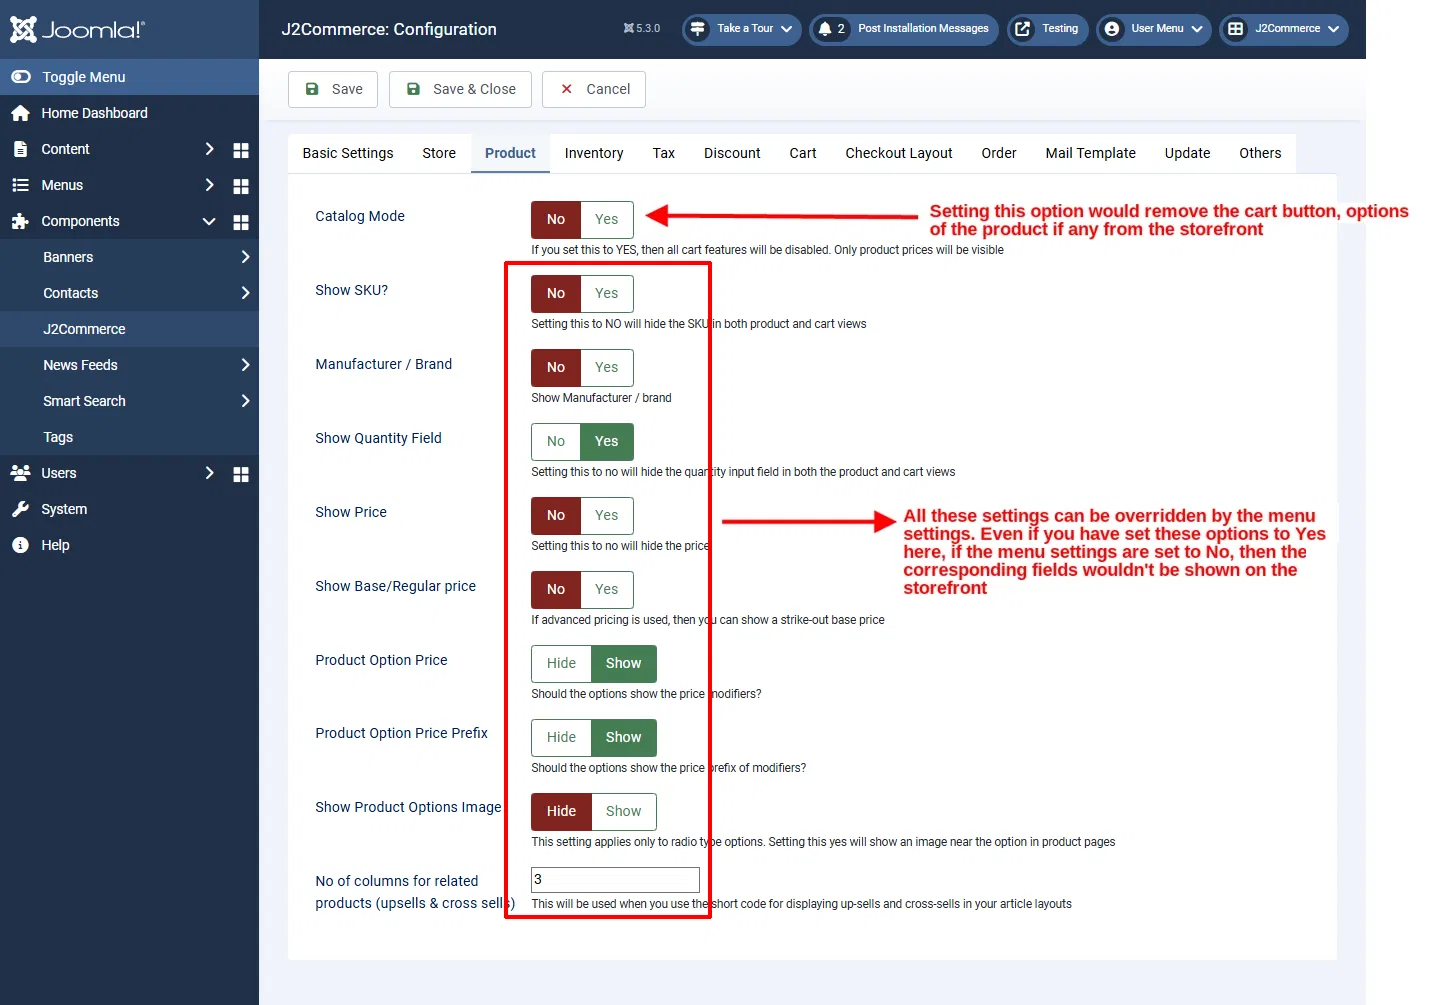 Joomla!®
J2Commerce: Configuration
5.3.0
Take a Tour
2
Post Installation Messages
Testing
User Menu
J2Commerce
Toggle Menu
Home Dashboard
Content
Menus
Components
Banners
Contacts
J2Commerce
News Feeds
Smart Search
Tags
Users
System
Help
Save
Save & Close
Cancel
Basic Settings
Store
Product
Inventory
Tax
Discount
Cart
Checkout Layout
Order
Mail Template
Update
Others
Catalog Mode
No
Yes
If you set this to YES, then all cart features will be disabled. Only product prices will be visible
Setting this option would remove the cart button, options
of the product if any from the storefront
Show SKU?
No
Yes
Setting this to NO will hide the SKU in both product and cart views
Manufacturer / Brand
No
Yes
Show Manufacturer / brand
Show Quantity Field
No
Yes
Setting this to no will hide the quantity input field in both the product and cart views
Show Price
No
Yes
Setting this to no will hide the price
All these settings can be overridden by the menu
settings. Even if you have set these options to Yes
here, if the menu settings are set to No, then the
corresponding fields wouldn't be shown on the
storefront
Show Base/Regular price
No
Yes
If advanced pricing is used, then you can show a strike-out base price
Product Option Price
Hide
Show
Should the options show the price modifiers?
Product Option Price Prefix
Hide
Show
Should the options show the price prefix of modifiers?
Show Product Options Image
Hide
Show
This setting applies only to radio type options. Setting this yes will show an image near the option in product pages
No of columns for related
products (upsells & cross sells)
3
This will be used when you use the short code for displaying up-sells and cross-sells in your article layouts